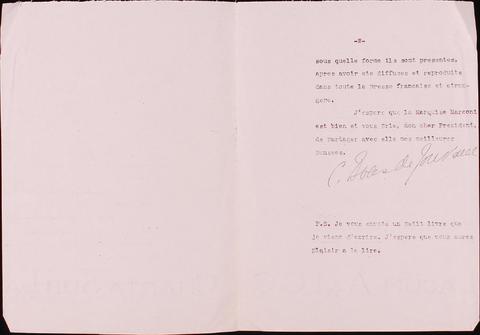 -2-
sous quelle forme ils sont presentes,
apres avoir ete diffuses et reproduits
dans toute la Presse francaise et etran-
gere.
J'espere que la Marquise Marconi
est bien et vous prie, mon cher President,
de partager avec elle mes meilleures
pensees.
P.S. Je vous envoie un petit livre que
je viens d'ecrire. J'espere que vous aurez
plaisir a le lire.